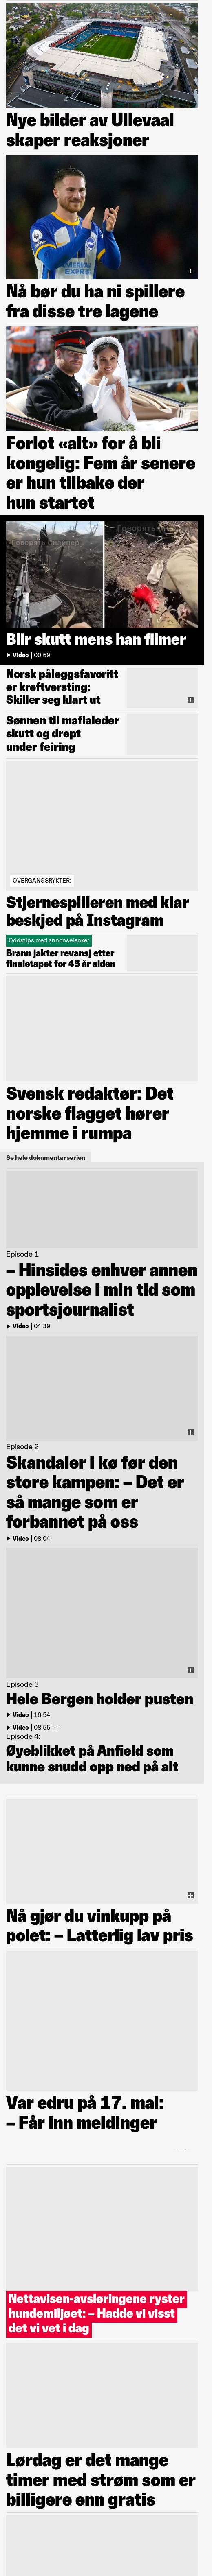 Nye bilder av Ullevaal
skaper reaksjoner
AMERICAN
EXPRESS
Nå bør du ha ni spillere
fra disse tre lagene
Forlot «alt» for å bli
kongelig: Fem år senere
er hun tilbake der
hun startet
Blir skutt mens han filmer
Video | 00:59
Norsk påleggsfavoritt
er kreftversting:
Skiller seg klart ut
Sønnen til mafialeder
skutt og drept
under feiring
OVERGANGSRYKTER:
Stjernespilleren med klar
beskjed på Instagram
Oddstips med annonselenker
Brann jakter revansj etter
finaletapet for 45 år siden
Svensk redaktør: Det
norske flagget hører
hjemme i rumpa
Se hele dokumentarserien
Episode 1
– Hinsides enhver annen
opplevelse i min tid som
sportsjournalist
Video | 04:39
Episode 2
Skandaler i kø før den
store kampen: – Det er
så mange som er
forbannet på oss
Video | 08:04
Episode 3
Hele Bergen holder pusten
Video | 16:54
Video | 08:55 | +
Episode 4:
Øyeblikket på Anfield som
kunne snudd opp ned på alt
Nå gjør du vinkupp på
polet: – Latterlig lav pris
Var edru på 17. mai:
– Får inn meldinger
Nettavisen-avsløringene ryster
hundemiljøet: – Hadde vi visst
det vi vet i dag
Lørdag er det mange
timer med strøm som er
billigere enn gratis